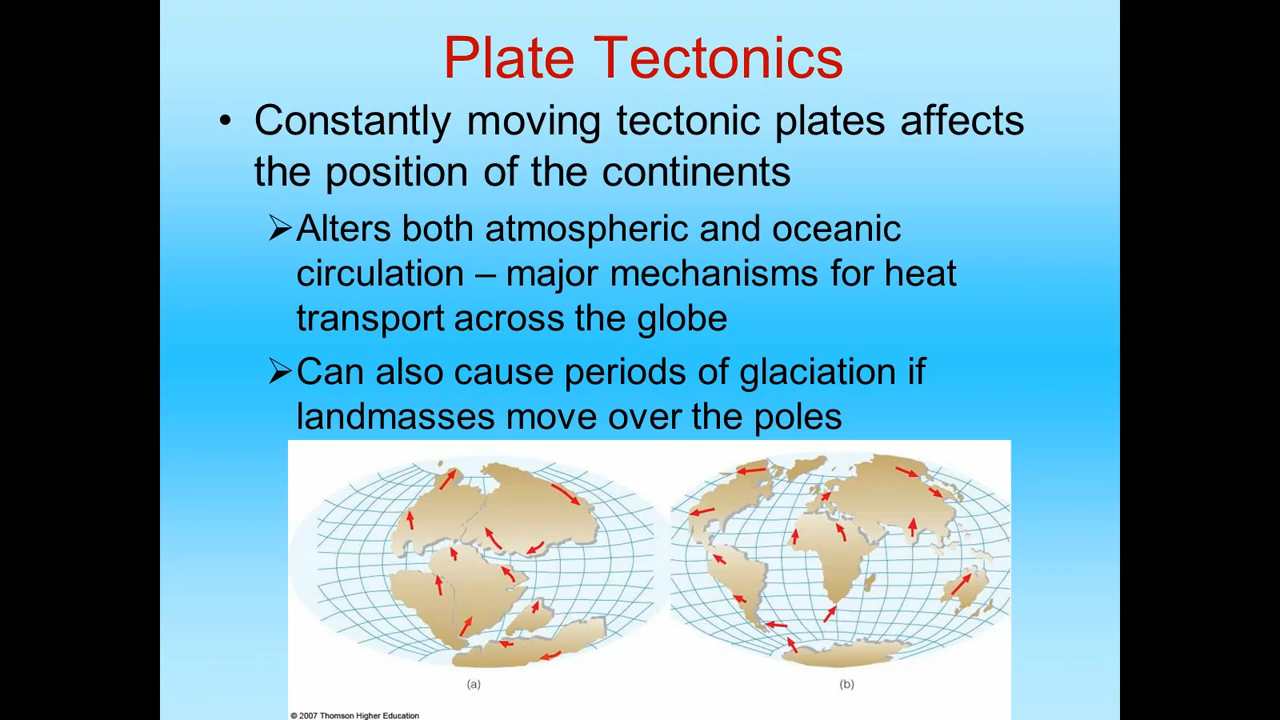 Plate Tectonics
• Constantly moving tectonic plates affects
the position of the continents
➢Alters both atmospheric and oceanic
circulation – major mechanisms for heat
transport across the globe
➢Can also cause periods of glaciation if
landmasses move over the poles
(a) (b)
© 2007 Thomson Higher Education